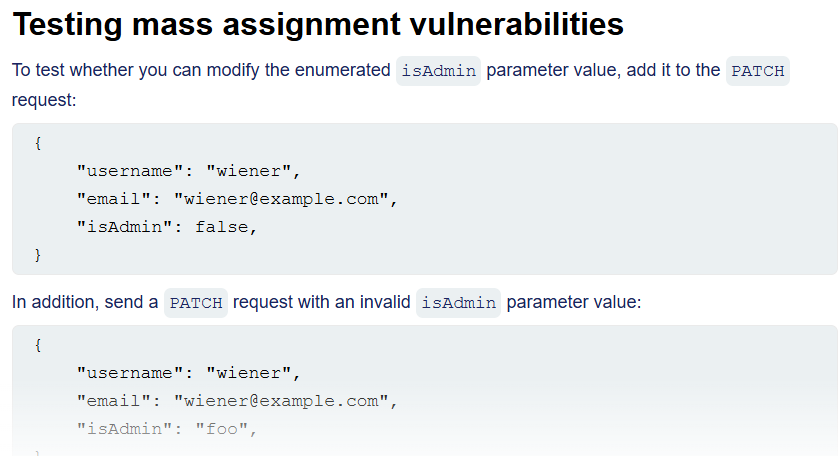 Testing mass assignment vulnerabilities
To test whether you can modify the enumerated isAdmin parameter value, add it to the PATCH
request:
{
    "username": "wiener",
    "email": "wiener@example.com",
    "isAdmin": false,
}
In addition, send a PATCH request with an invalid isAdmin parameter value:
{
    "username": "wiener",
    "email": "wiener@example.com",
    "isAdmin": "foo",